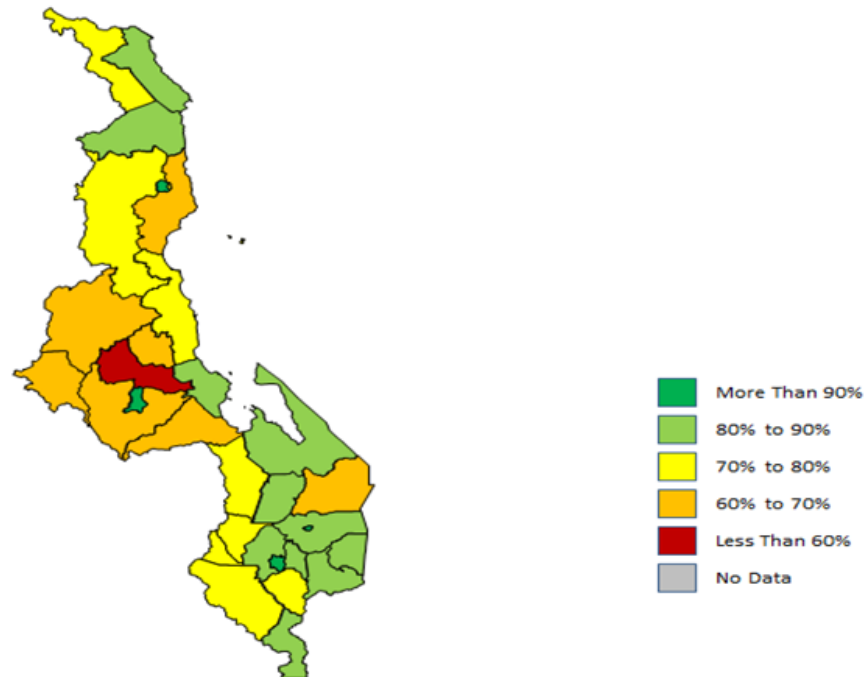 More Than 90%
80% to 90%
70% to 80%
60% to 70%
Less Than 60%
No Data